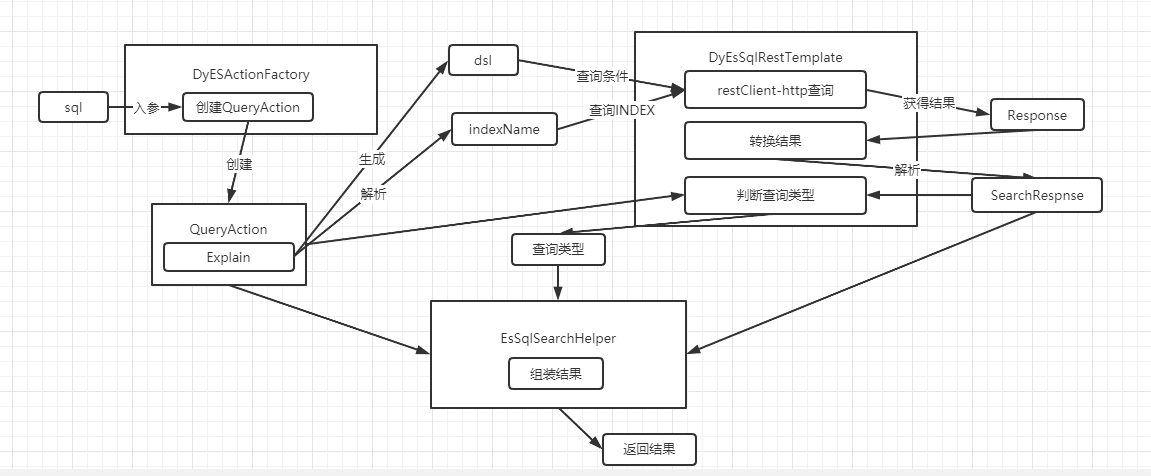 DyESActionFactory
sql
入参
创建QueryAction
创建
QueryAction
Explain
生成
解析
dsl
indexName
查询条件
查询INDEX
DyEsSqlRestTemplate
restClient-http查询
获得结果
Response
转换结果
解析
SearchRespnse
判断查询类型
查询类型
EsSqlSearchHelper
组装结果
返回结果